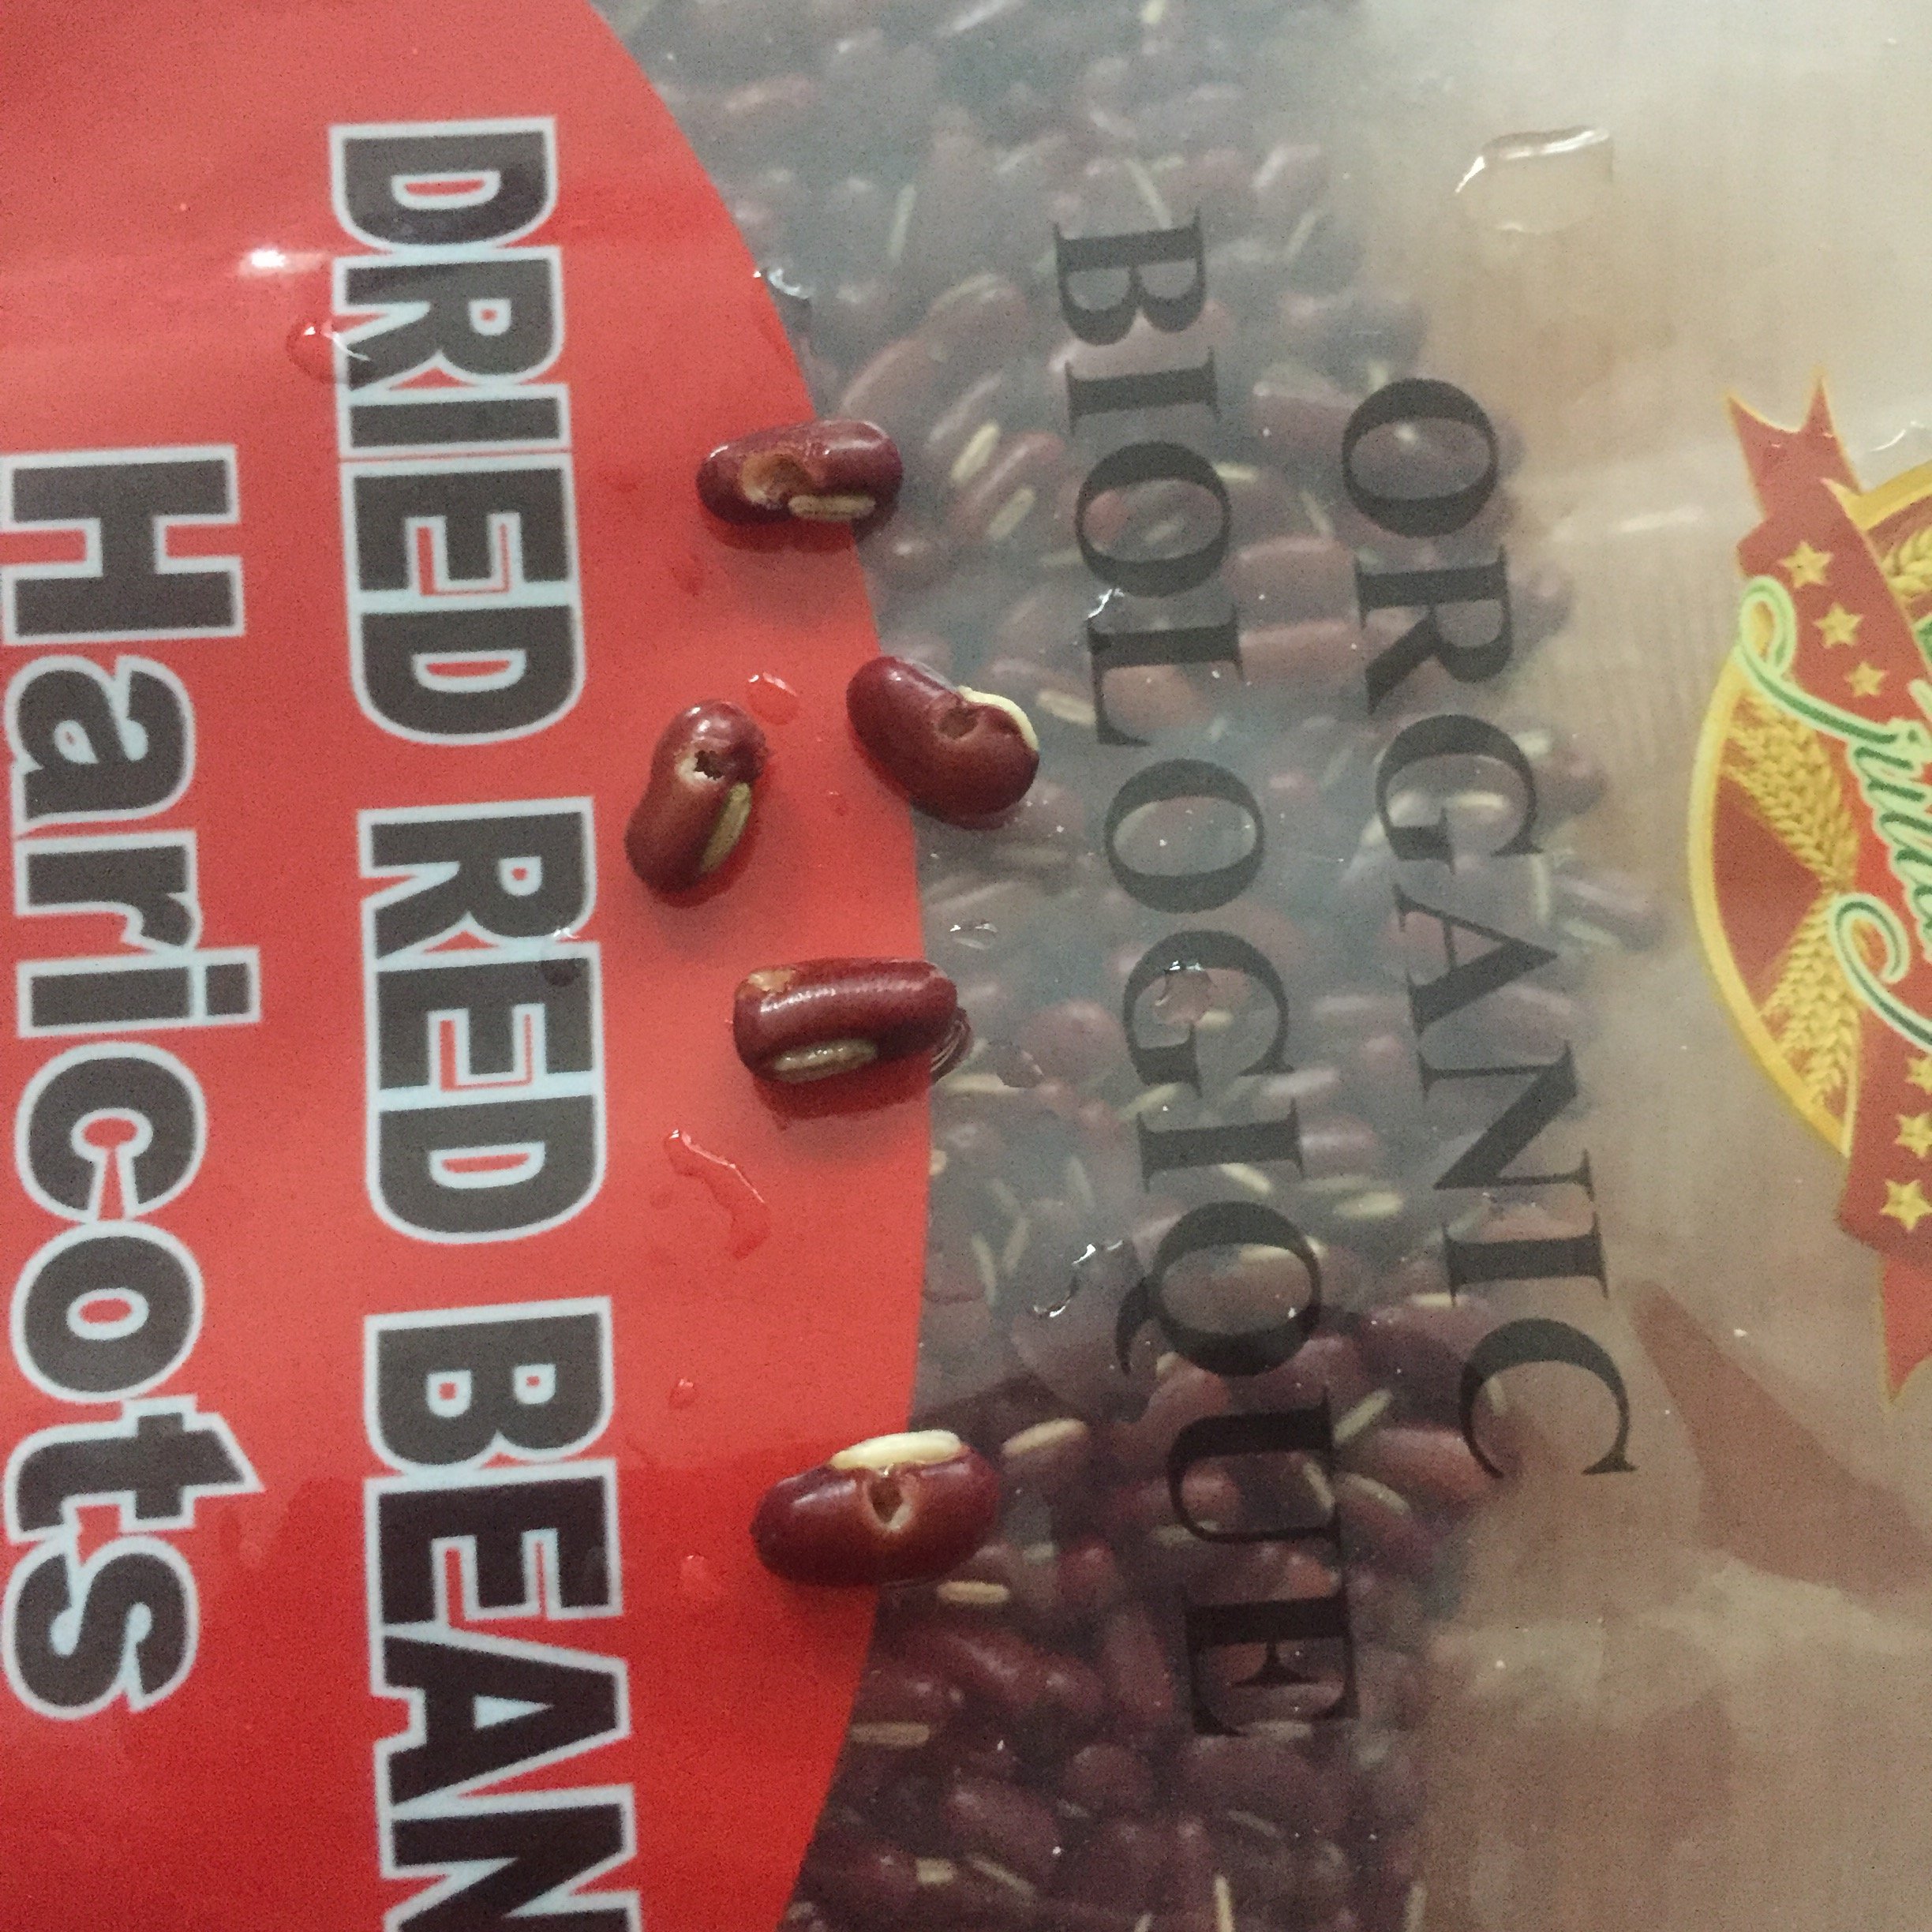 ORGANIC
BIOLOGIQUE
DRIED RED BEAN
Haricots